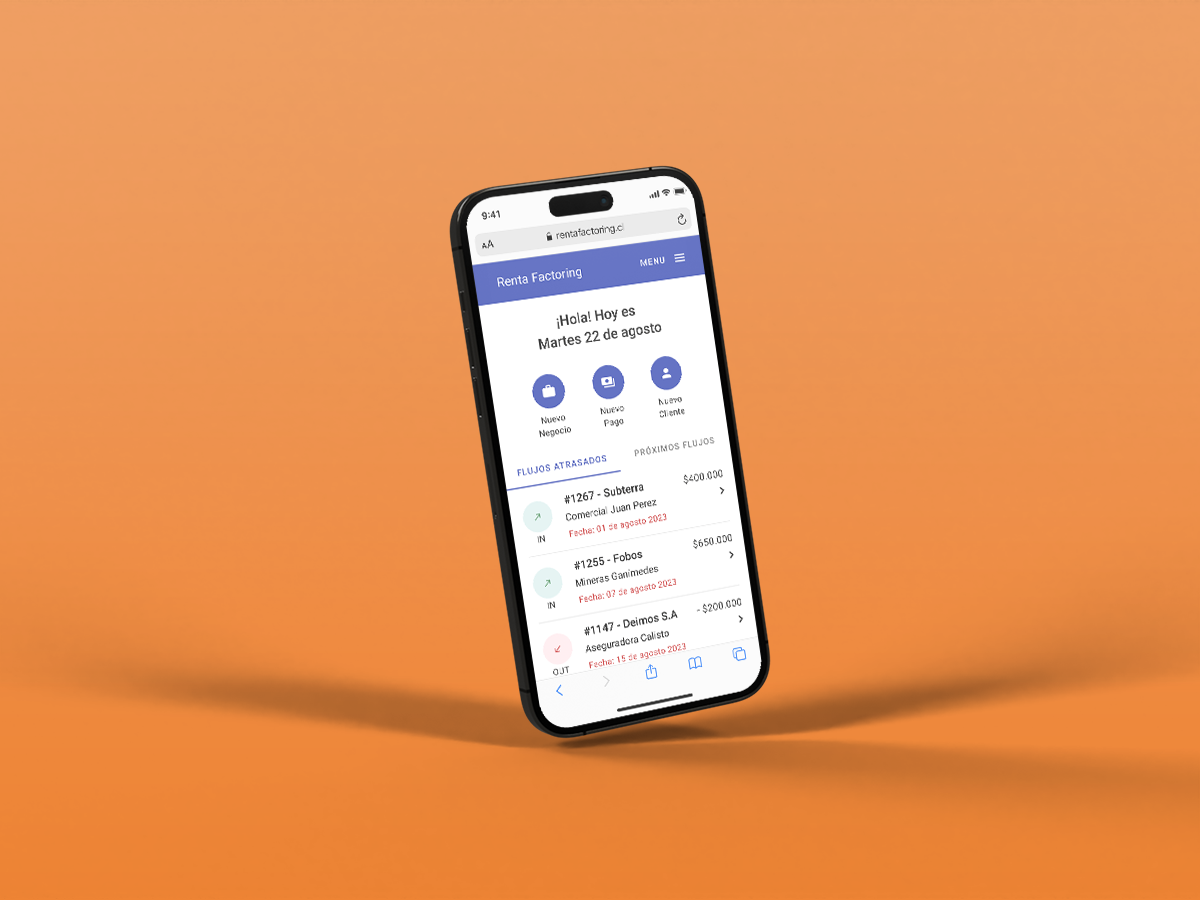 9:41
AA rentafactoring.cl
Renta Factoring MENU
¡Hola! Hoy es
Martes 22 de agosto
Nuevo
Negocio
Nuevo
Pago
Nuevo
Cliente
FLUJOS ATRASADOS PRÓXIMOS FLUJOS
#1267 - Subterra $400.000
Comercial Juan Perez
Fecha: 01 de agosto 2023
IN
#1255 - Fobos $650.000
Mineras Ganimedes
Fecha: 07 de agosto 2023
IN
#1147 - Deimos S.A - $200.000
Aseguradora Calisto
Fecha: 15 de agosto 2023
OUT